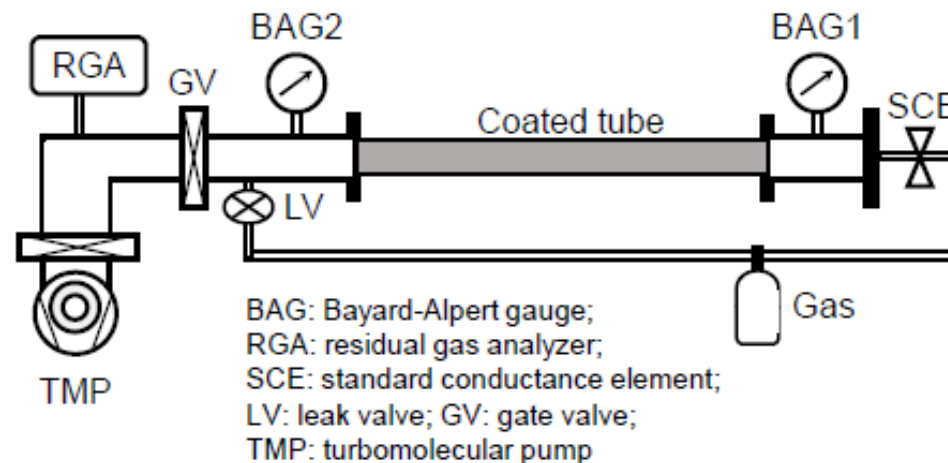 BAG2
BAG1
RGA
GV
SCE
Coated tube
LV
Gas
TMP
BAG: Bayard-Alpert gauge;
RGA: residual gas analyzer;
SCE: standard conductance element;
LV: leak valve; GV: gate valve;
TMP: turbomolecular pump